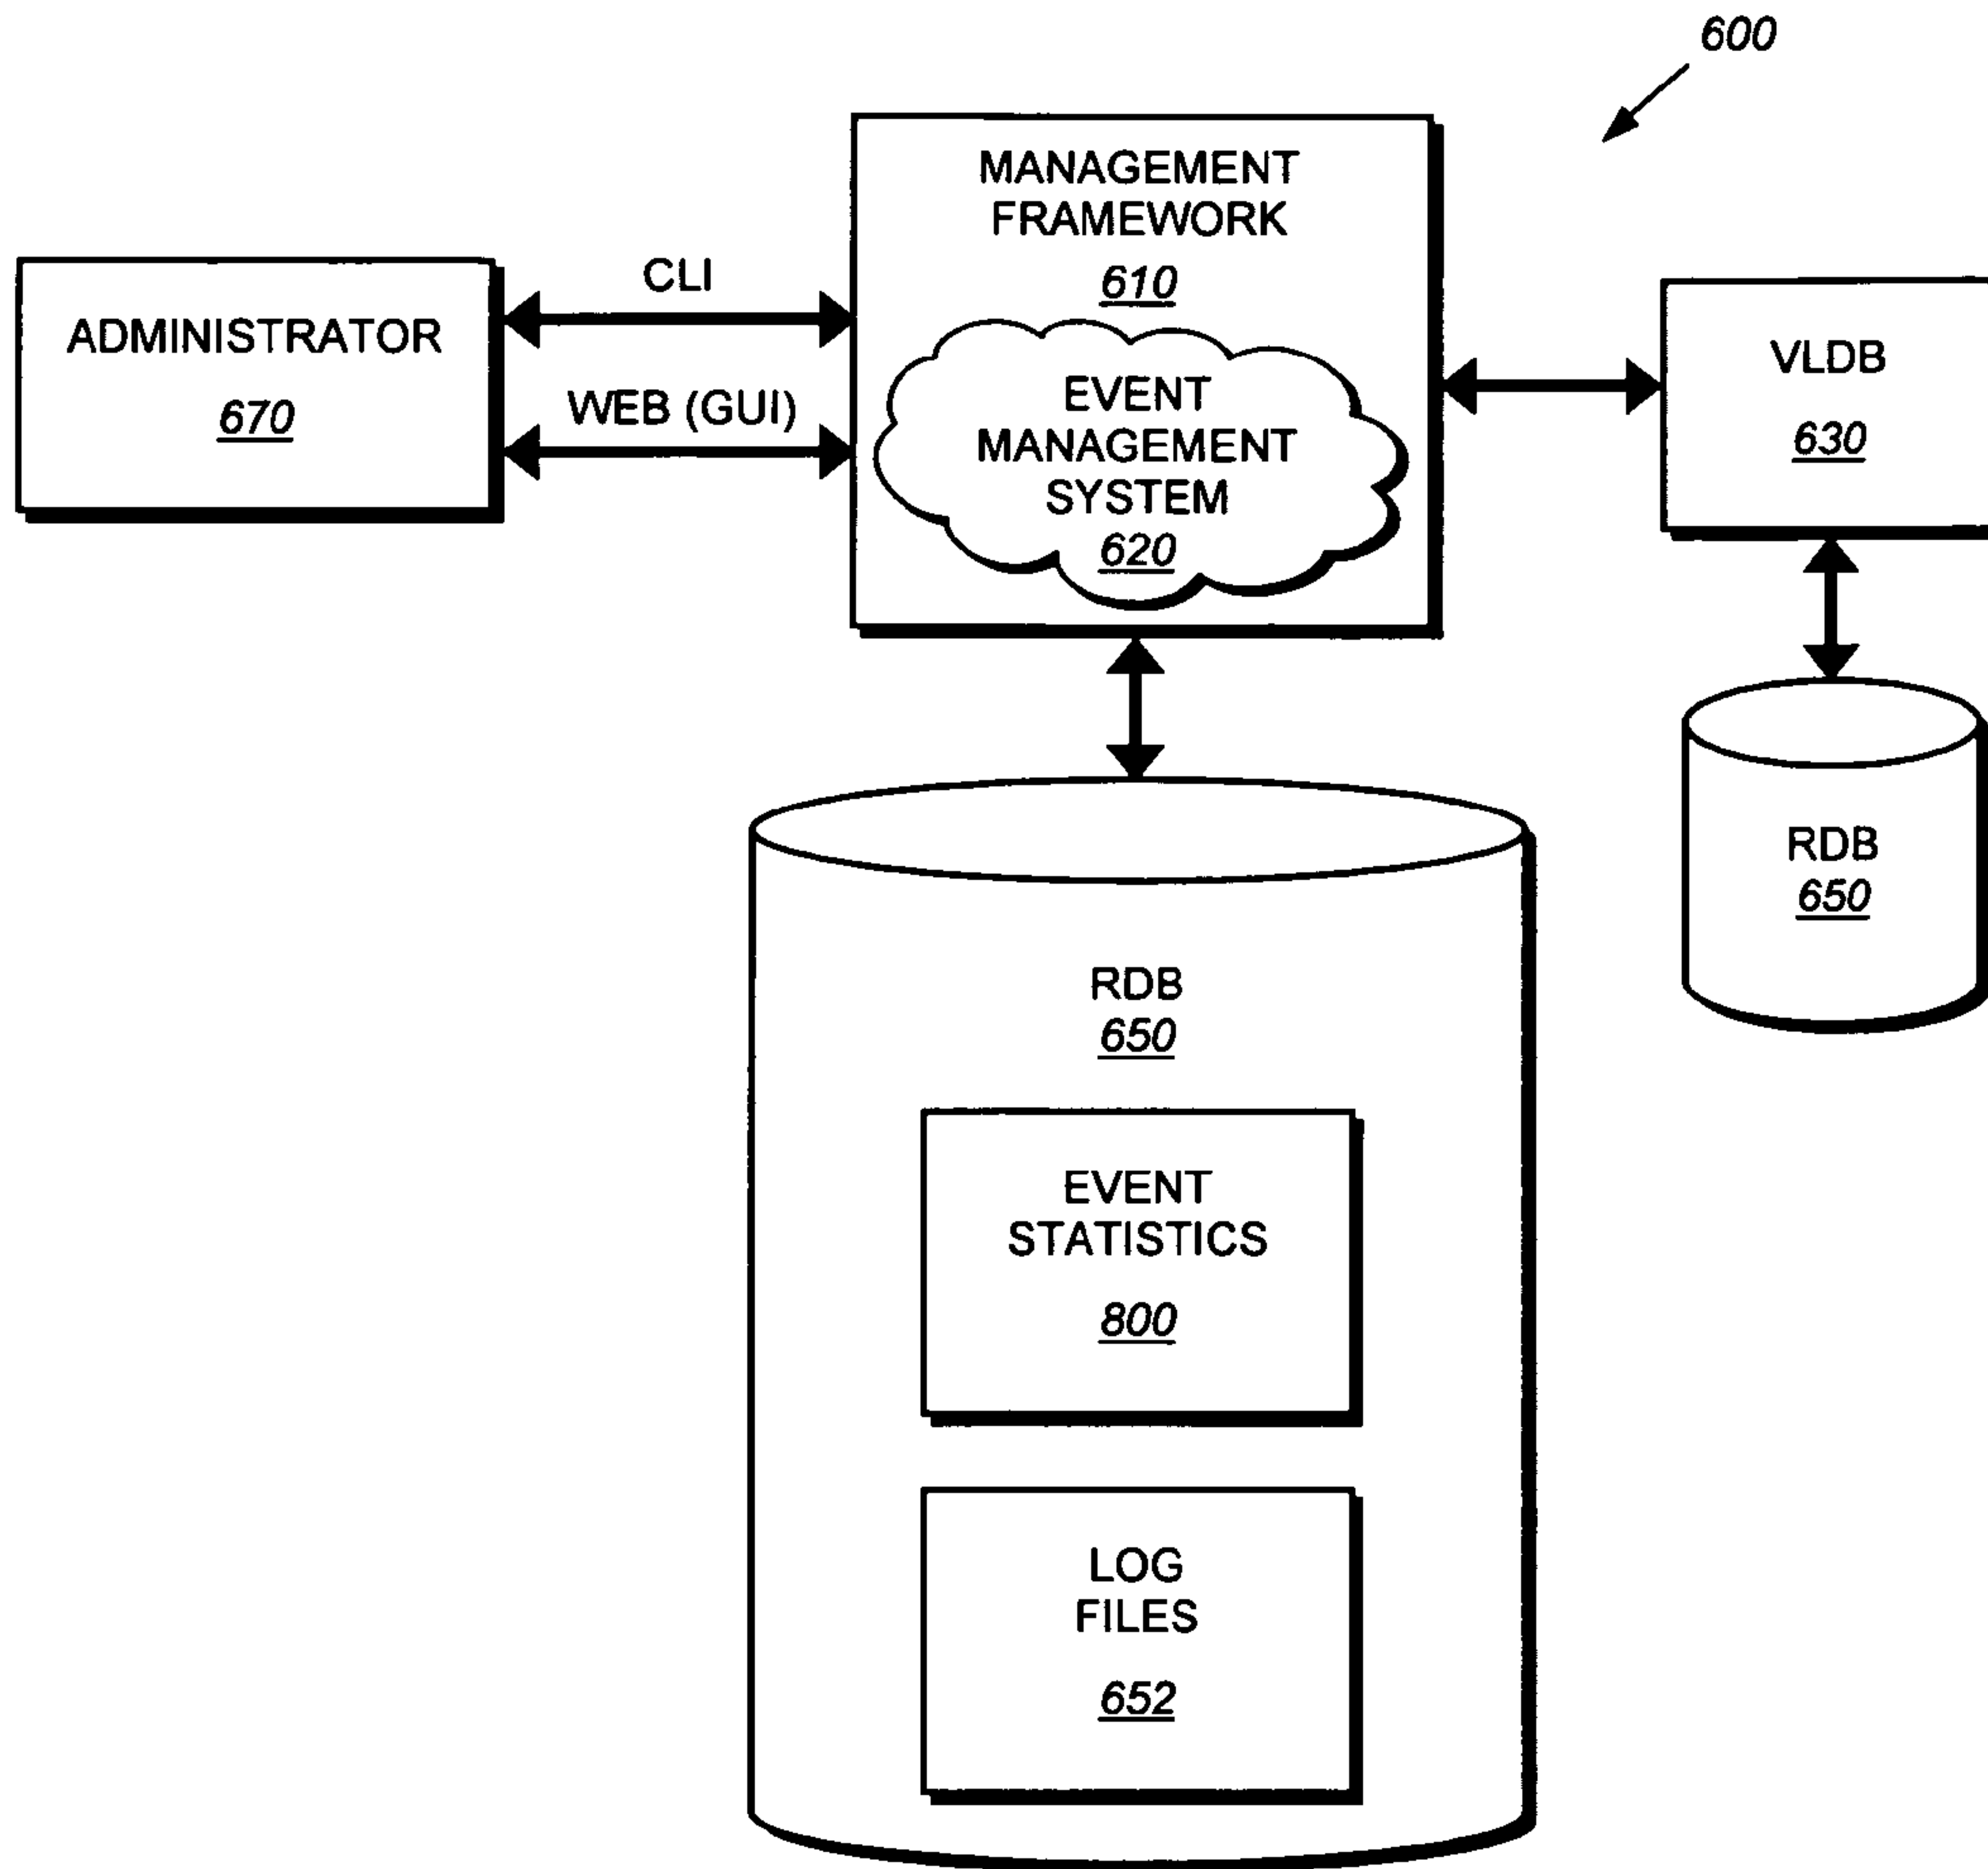 600
MANAGEMENT
FRAMEWORK
610
ADMINISTRATOR
670
CLI
WEB (GUI)
EVENT
MANAGEMENT
SYSTEM
620
VLDB
630
RDB
650
RDB
650
EVENT
STATISTICS
800
LOG
FILES
652